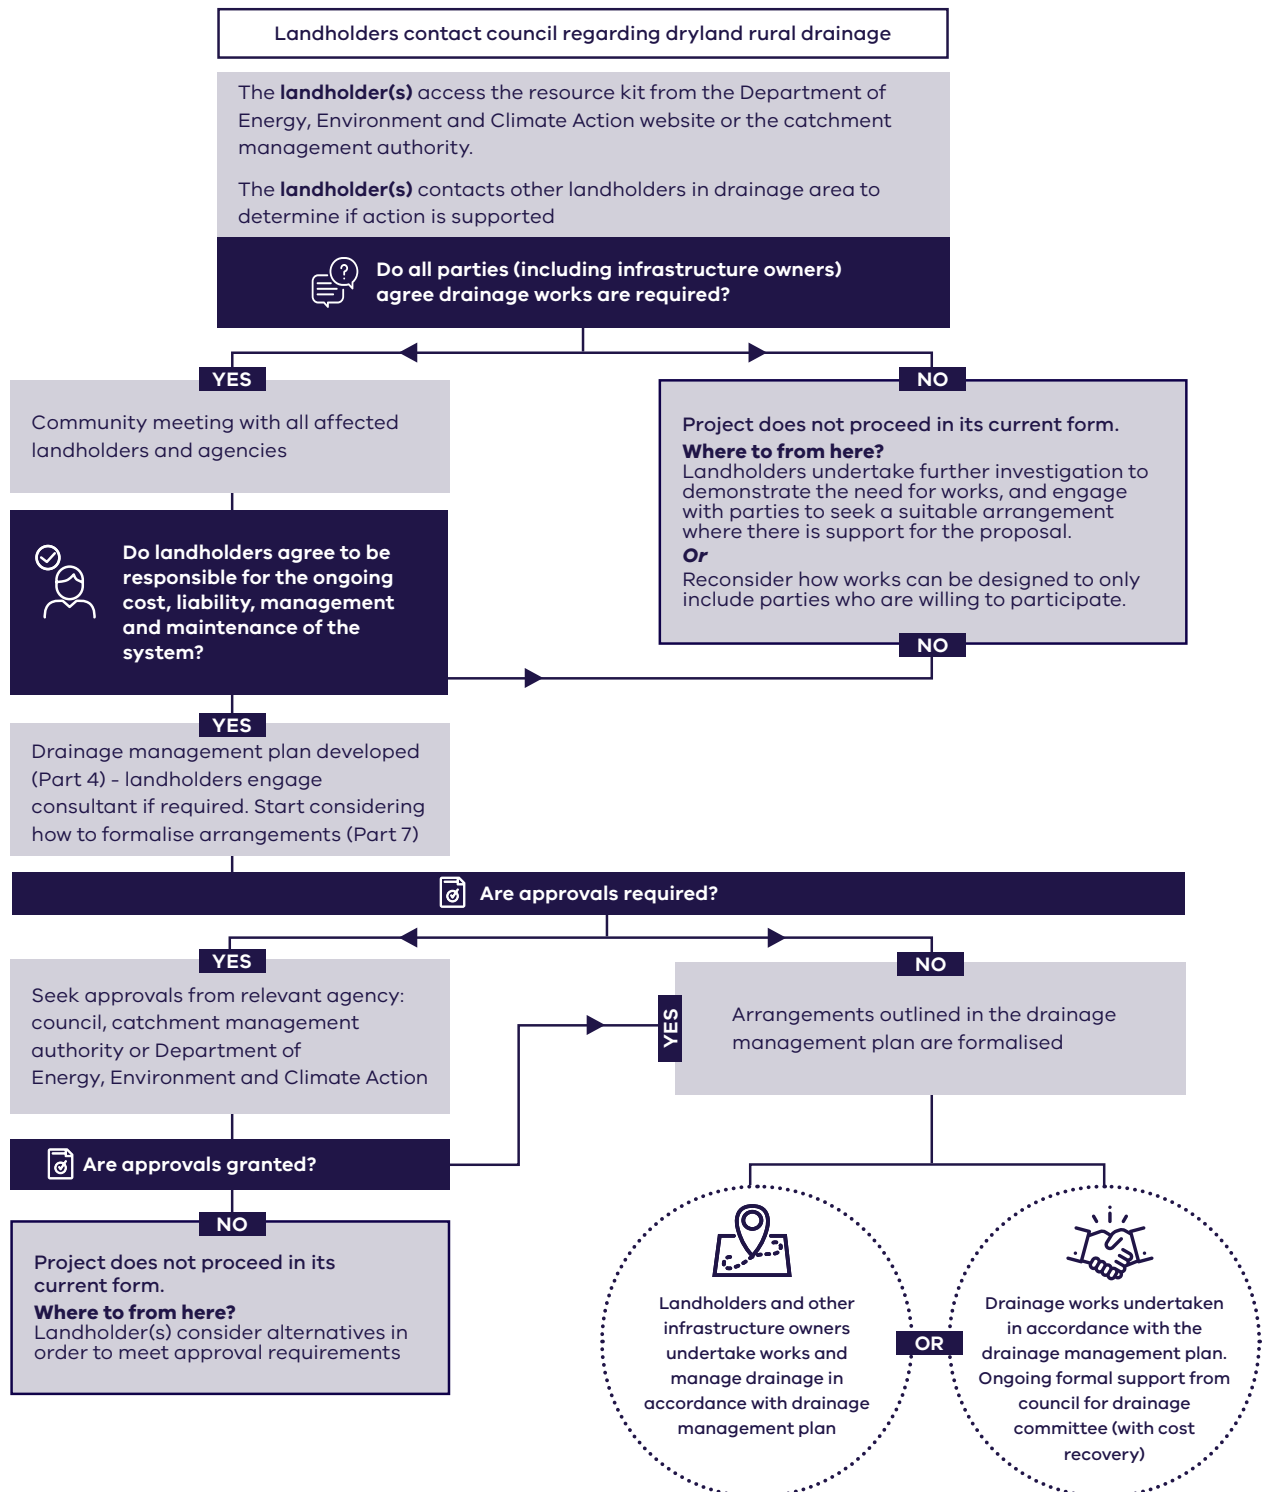 Landholders contact council regarding dryland rural drainage
The landholder(s) access the resource kit from the Department of
Energy, Environment and Climate Action website or the catchment
management authority.
The landholder(s) contacts other landholders in drainage area to
determine if action is supported
Do all parties (including infrastructure owners)
agree drainage works are required?
YES
Community meeting with all affected
landholders and agencies
NO
Project does not proceed in its current form.
Where to from here?
Landholders undertake further investigation to
demonstrate the need for works, and engage
with parties to seek a suitable arrangement
where there is support for the proposal.
Or
Reconsider how works can be designed to only
include parties who are willing to participate.
NO
Do landholders agree to be
responsible for the ongoing
cost, liability, management
and maintenance of the
system?
YES
Drainage management plan developed
(Part 4) - landholders engage
consultant if required. Start considering
how to formalise arrangements (Part 7)
Are approvals required?
YES
Seek approvals from relevant agency:
council, catchment management
authority or Department of
Energy, Environment and Climate Action
NO
YES
Arrangements outlined in the drainage
management plan are formalised
Are approvals granted?
NO
Project does not proceed in its
current form.
Where to from here?
Landholder(s) consider alternatives in
order to meet approval requirements
Landholders and other
infrastructure owners
undertake works and
manage drainage in
accordance with drainage
management plan
OR
Drainage works undertaken
in accordance with the
drainage management plan.
Ongoing formal support from
council for drainage
committee (with cost
recovery)